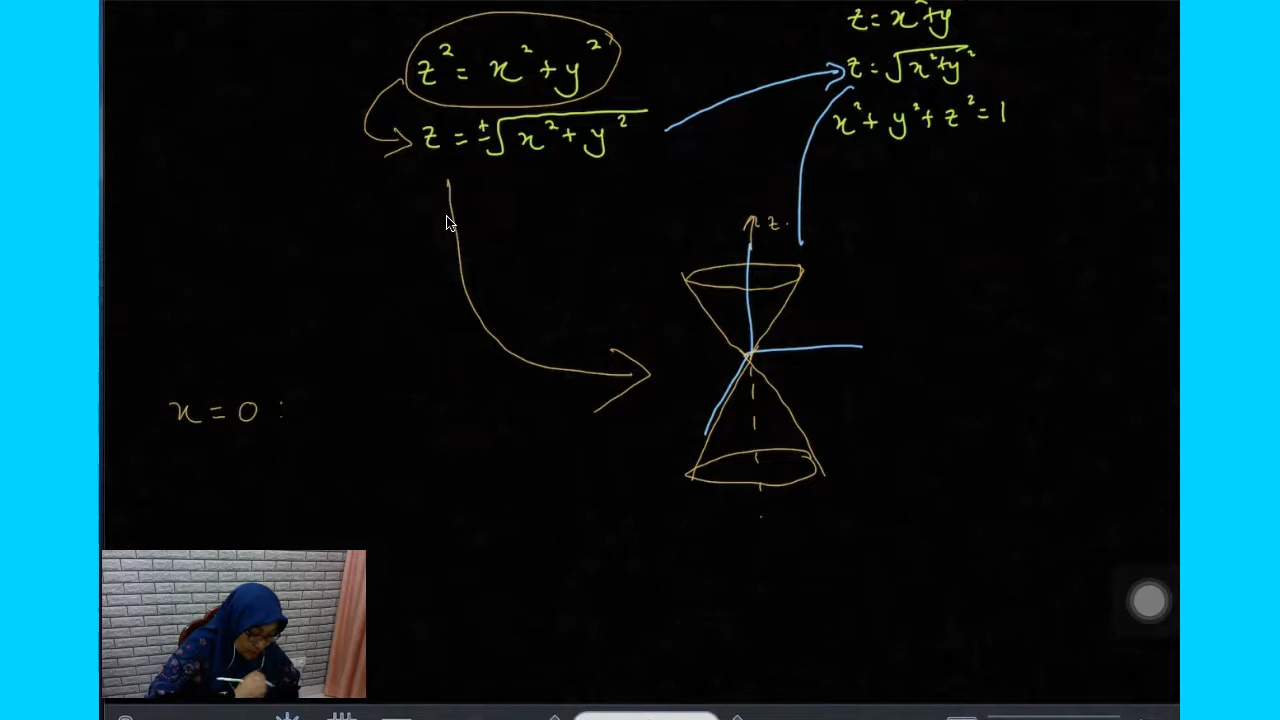 z² = x² + y²
z = ±√x² + y²
z = x² + y
z = √x² + y²
x² + y² + z² = 1
z
x = 0 :